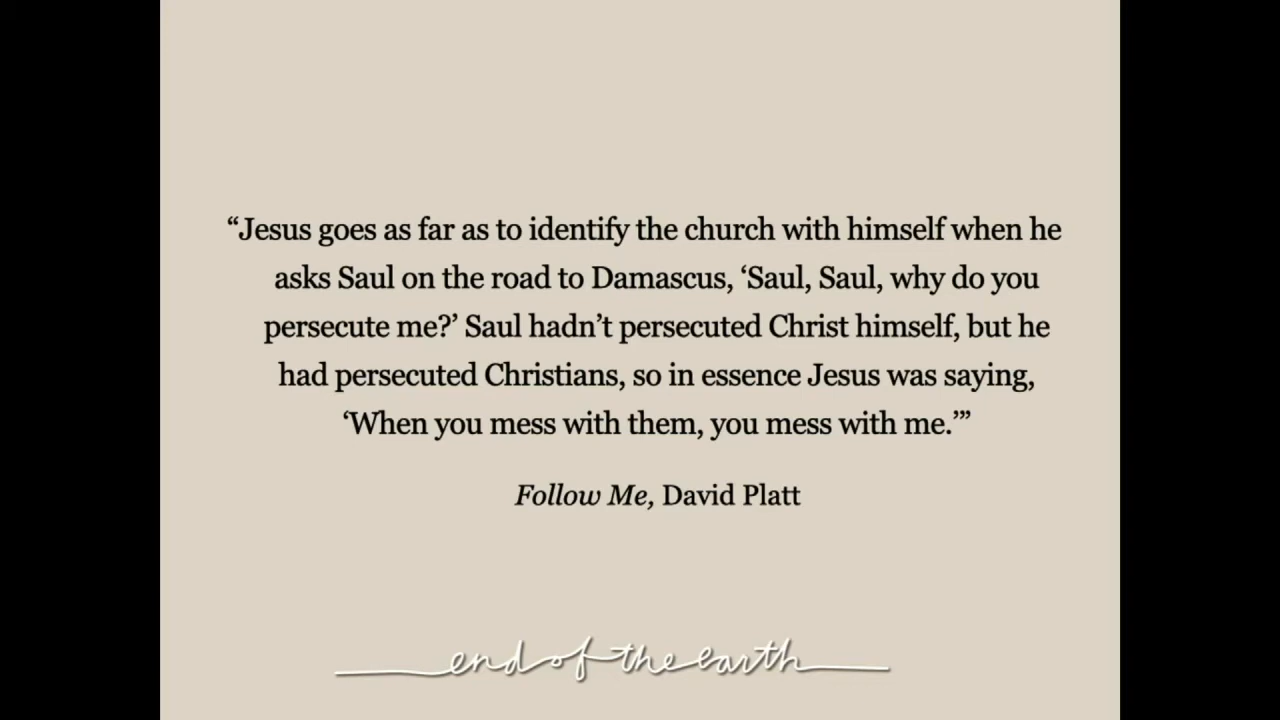 “Jesus goes as far as to identify the church with himself when he
asks Saul on the road to Damascus, ‘Saul, Saul, why do you
persecute me?’ Saul hadn’t persecuted Christ himself, but he
had persecuted Christians, so in essence Jesus was saying,
‘When you mess with them, you mess with me.’”
Follow Me, David Platt
end of the earth